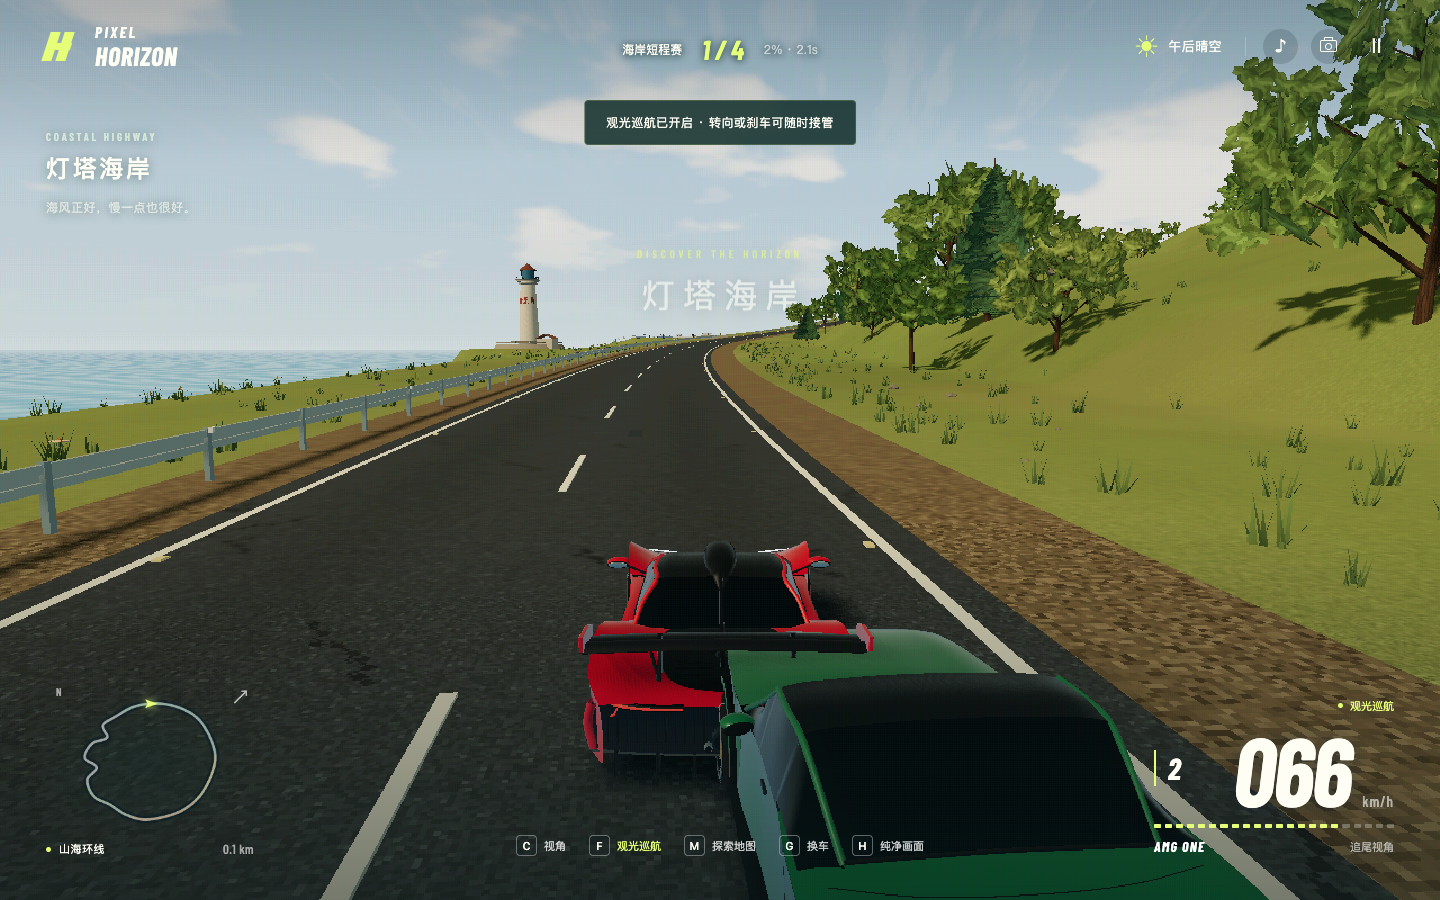 PIXEL
HORIZON
海岸短程赛 1/4 2% · 2.1s
午后晴空
观光巡航已开启 · 转向或刹车可随时接管
COASTAL HIGHWAY
灯塔海岸
海风正好，慢一点也很好。
DISCOVER THE HORIZON
灯塔海岸
N
观光巡航
2 066 km/h
山海环线 0.1 km
C 视角 F 观光巡航 M 探索地图 G 换车 H 纯净画面
AMG ONE 追尾视角